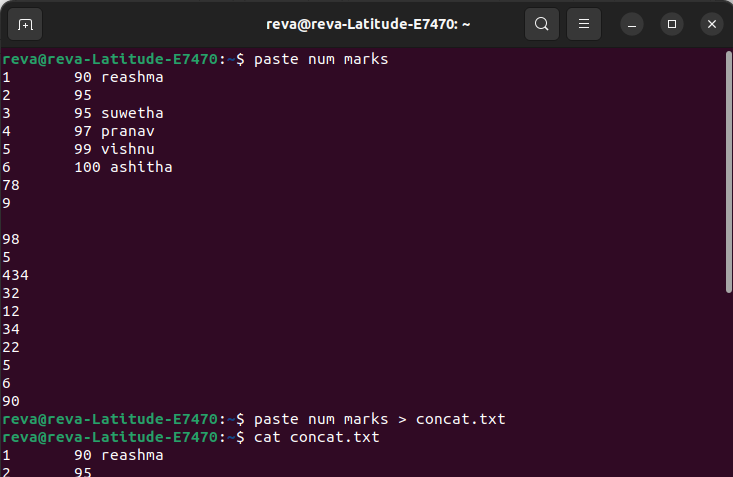 reva@reva-Latitude-E7470: ~
reva@reva-Latitude-E7470:~$ paste num marks
1       90 reashma
2       95
3       95 suwetha
4       97 pranav
5       99 vishnu
6       100 ashitha
78
9

98
5
434
32
12
34
22
5
6
90
reva@reva-Latitude-E7470:~$ paste num marks > concat.txt
reva@reva-Latitude-E7470:~$ cat concat.txt
1       90 reashma
2       95